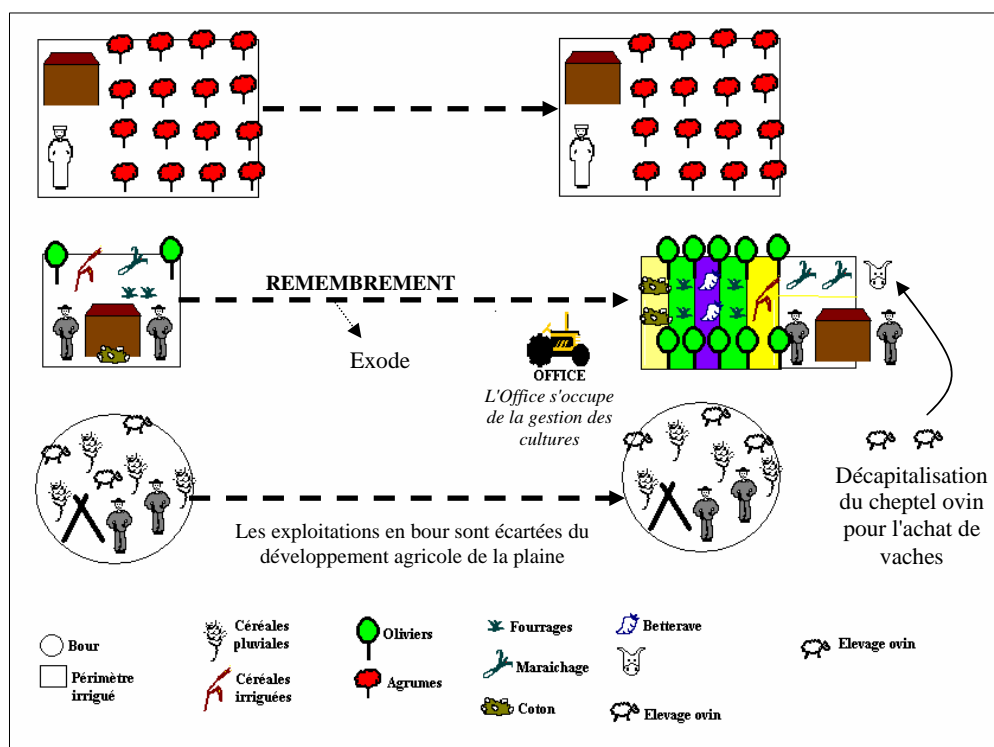 REMEMBREMENT
Exode
OFFICE
L'Office s'occupe
de la gestion des
cultures
Décapitalisation
du cheptel ovin
pour l'achat de
vaches
Les exploitations en bour sont écartées du
développement agricole de la plaine
Bour
Périmètre
irrigué
Céréales
pluviales
Céréales
irriguées
Oliviers
Agrumes
Fourrages
Maraichage
Coton
Betterave
Elevage ovin
Elevage ovin